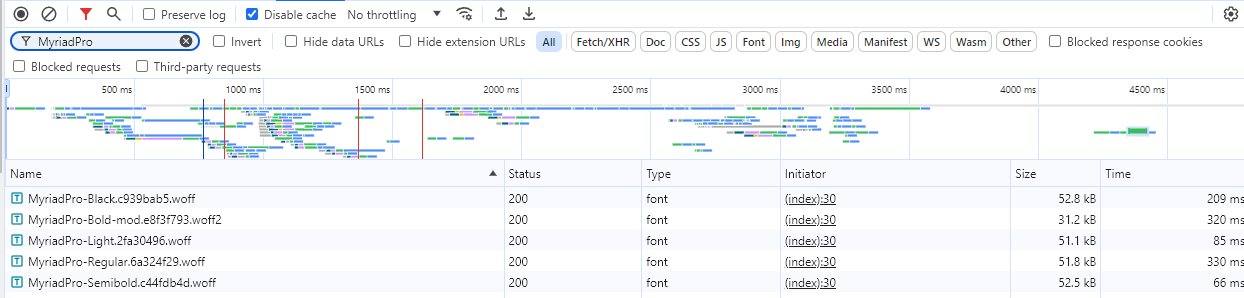 Preserve log Disable cache No throttling
MyriadPro Invert Hide data URLs Hide extension URLs All Fetch/XHR Doc CSS JS Font Img Media Manifest WS Wasm Other Blocked response cookies
Blocked requests Third-party requests
500 ms 1000 ms 1500 ms 2000 ms 2500 ms 3000 ms 3500 ms 4000 ms 4500 ms
Name Status Type Initiator Size Time
MyriadPro-Black.c939bab5.woff 200 font (index):30 52.8 kB 209 ms
MyriadPro-Bold-mod.e8f3f793.woff2 200 font (index):30 31.2 kB 320 ms
MyriadPro-Light.2fa30496.woff 200 font (index):30 51.1 kB 85 ms
MyriadPro-Regular.6a324f29.woff 200 font (index):30 51.8 kB 330 ms
MyriadPro-Semibold.c44fdb4d.woff 200 font (index):30 52.5 kB 66 ms